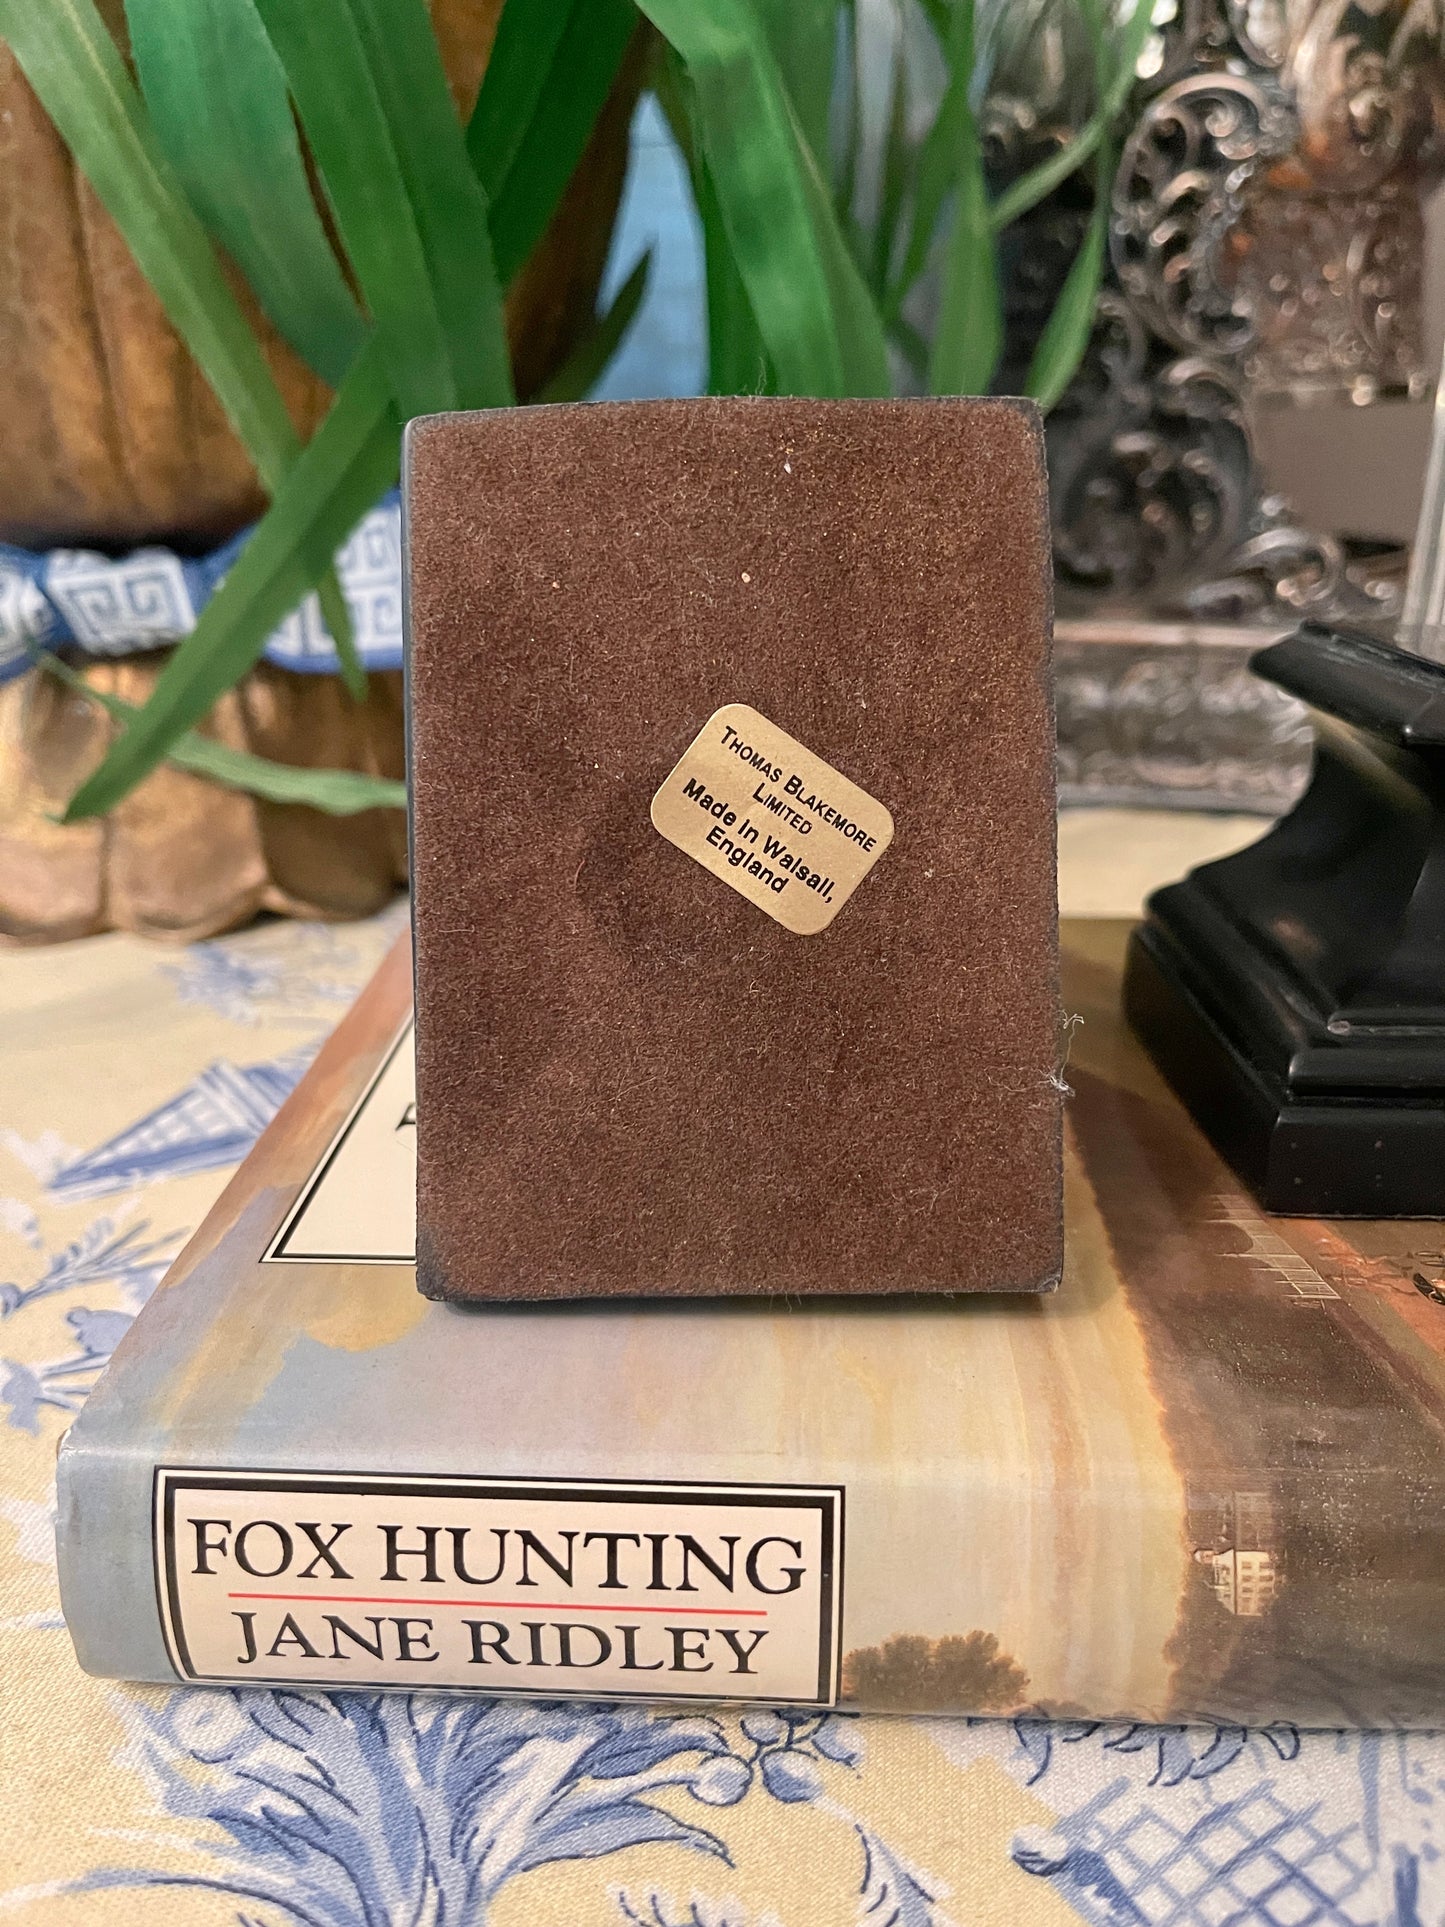 THOMAS BLAKEMORE
LIMITED
Made in Walsall,
England
FOX HUNTING
JANE RIDLEY